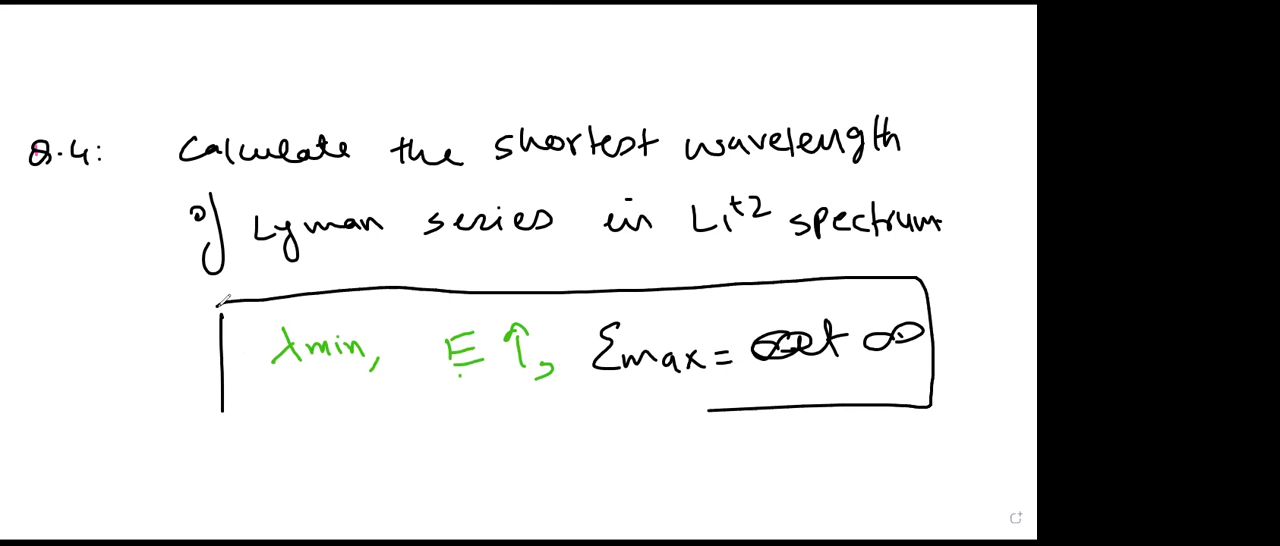 Q.4: Calculate the shortest wavelength
of Lyman series in Li+2 spectrum
λmin, E ↑, Emax = at ∞